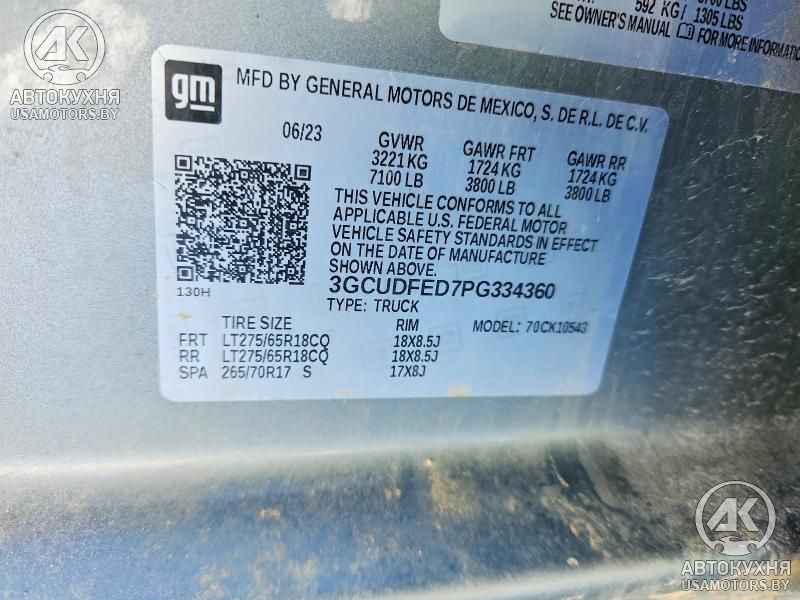 592 KG/ 1305 LBS
SEE OWNER'S MANUAL FOR MORE INFORMATIO
gm
MFD BY GENERAL MOTORS DE MEXICO, S. DE R.L. DE C.V.
06/23 GVWR GAWR FRT GAWR RR
3221 KG 1724 KG 1724 KG
7100 LB 3800 LB 3800 LB
THIS VEHICLE CONFORMS TO ALL
APPLICABLE U.S. FEDERAL MOTOR
VEHICLE SAFETY STANDARDS IN EFFECT
ON THE DATE OF MANUFACTURE
SHOWN ABOVE.
130H
3GCUDFED7PG334360
TYPE: TRUCK
TIRE SIZE RIM MODEL: 70CK10543
FRT LT275/65R18CQ 18X8.5J
RR LT275/65R18CQ 18X8.5J
SPA 265/70R17 S 17X8J
АК
АВТОКУХНЯ
USAMOTORS.BY
АК
АВТОКУХНЯ
USAMOTORS.BY